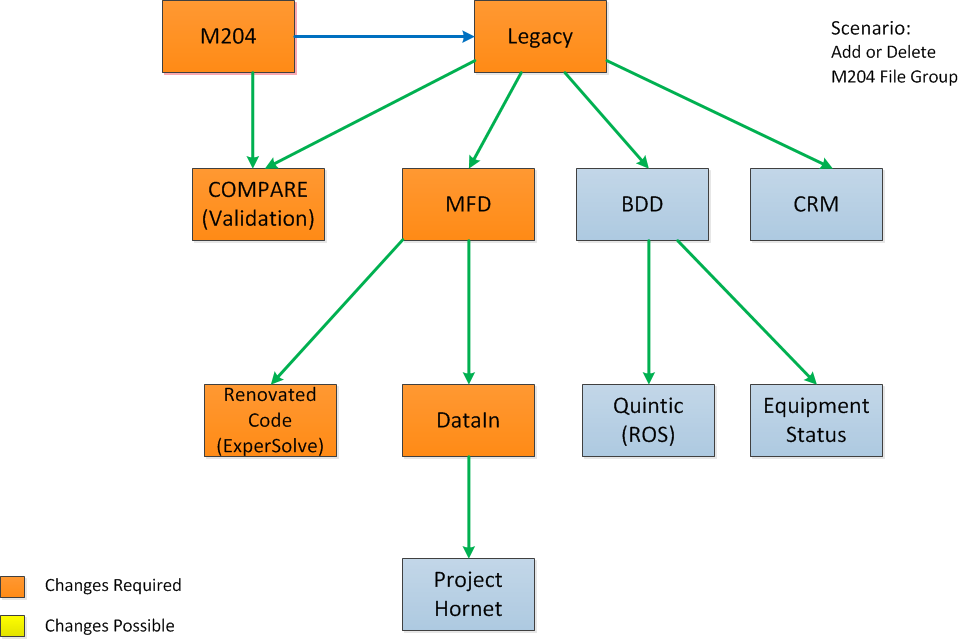 M204
Legacy
Scenario:
Add or Delete
M204 File Group
COMPARE
(Validation)
MFD
BDD
CRM
Renovated
Code
(ExperSolve)
DataIn
Quintic
(ROS)
Equipment
Status
Project
Hornet
Changes Required
Changes Possible